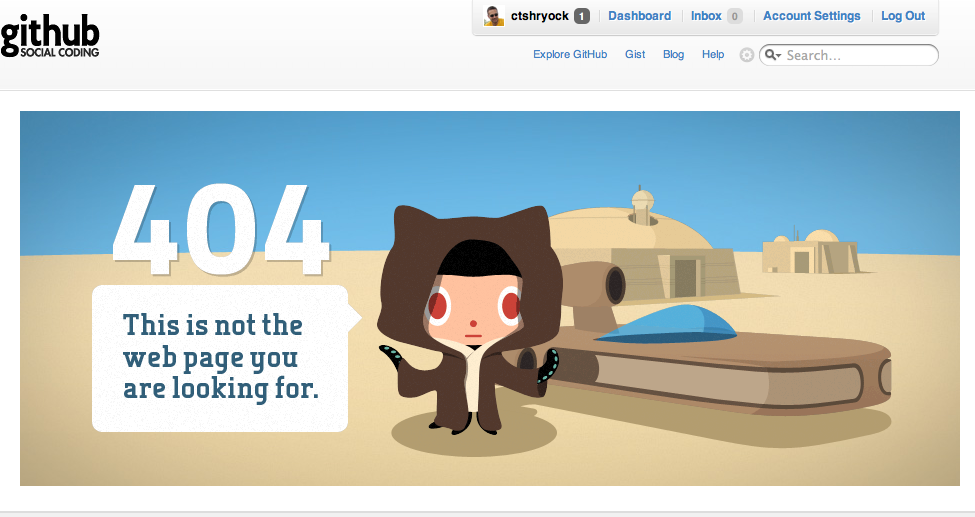 github
SOCIAL CODING
ctshryock 1 Dashboard Inbox 0 Account Settings Log Out
Explore GitHub Gist Blog Help Search...
404
This is not the
web page you
are looking for.